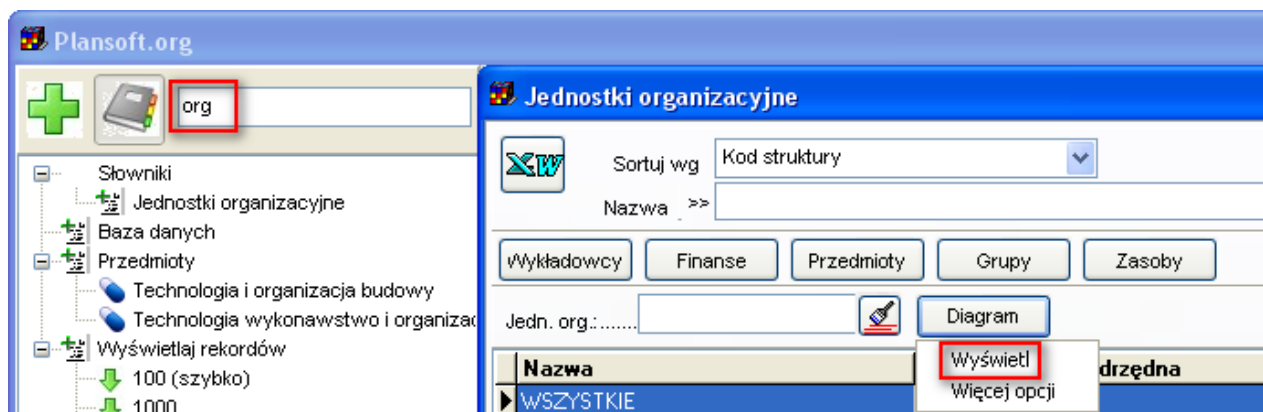 Plansoft.org
org
Słowniki
Jednostki organizacyjne
Baza danych
Przedmioty
Technologia i organizacja budowy
Technologia wykonawstwo i organizac
Wyświetlaj rekordów
100 (szybko)
1000
Jednostki organizacyjne
XW
Sortuj wg Kod struktury
Nazwa >>
Wykładowcy Finanse Przedmioty Grupy Zasoby
Jedn. org.:....... Diagram
Wyświetl
Więcej opcji
Nazwa drzędna
WSZYSTKIE